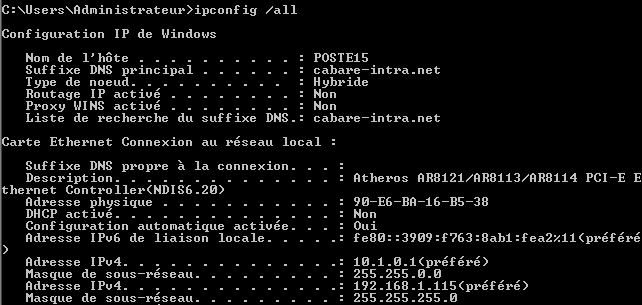 C:\Users\Administrateur>ipconfig /all
Configuration IP de Windows
Nom de l'hôte . . . . . . . . . . : POSTE15
Suffixe DNS principal . . . . . . : cabare-intra.net
Type de noeud. . . . . . . . . . : Hybride
Routage IP activé . . . . . . . . : Non
Proxy WINS activé . . . . . . . . : Non
Liste de recherche du suffixe DNS.: cabare-intra.net
Carte Ethernet Connexion au réseau local :
Suffixe DNS propre à la connexion. . . :
Description. . . . . . . . . . . . . . : Atheros AR8121/AR8113/AR8114 PCI-E E
thernet Controller(NDIS6.20)
Adresse physique . . . . . . . . . . . : 90-E6-BA-16-B5-38
DHCP activé. . . . . . . . . . . . . . : Non
Configuration automatique activée. . . : Oui
Adresse IPv6 de liaison locale. . . . .: fe80::3909:f763:8ab1:fea2%11(préféré
)
Adresse IPv4. . . . . . . . . . . . . .: 10.1.0.1(préféré)
Masque de sous-réseau. . . . . . . . . : 255.255.0.0
Adresse IPv4. . . . . . . . . . . . . .: 192.168.1.115(préféré)
Masque de sous-réseau. . . . . . . . . : 255.255.255.0